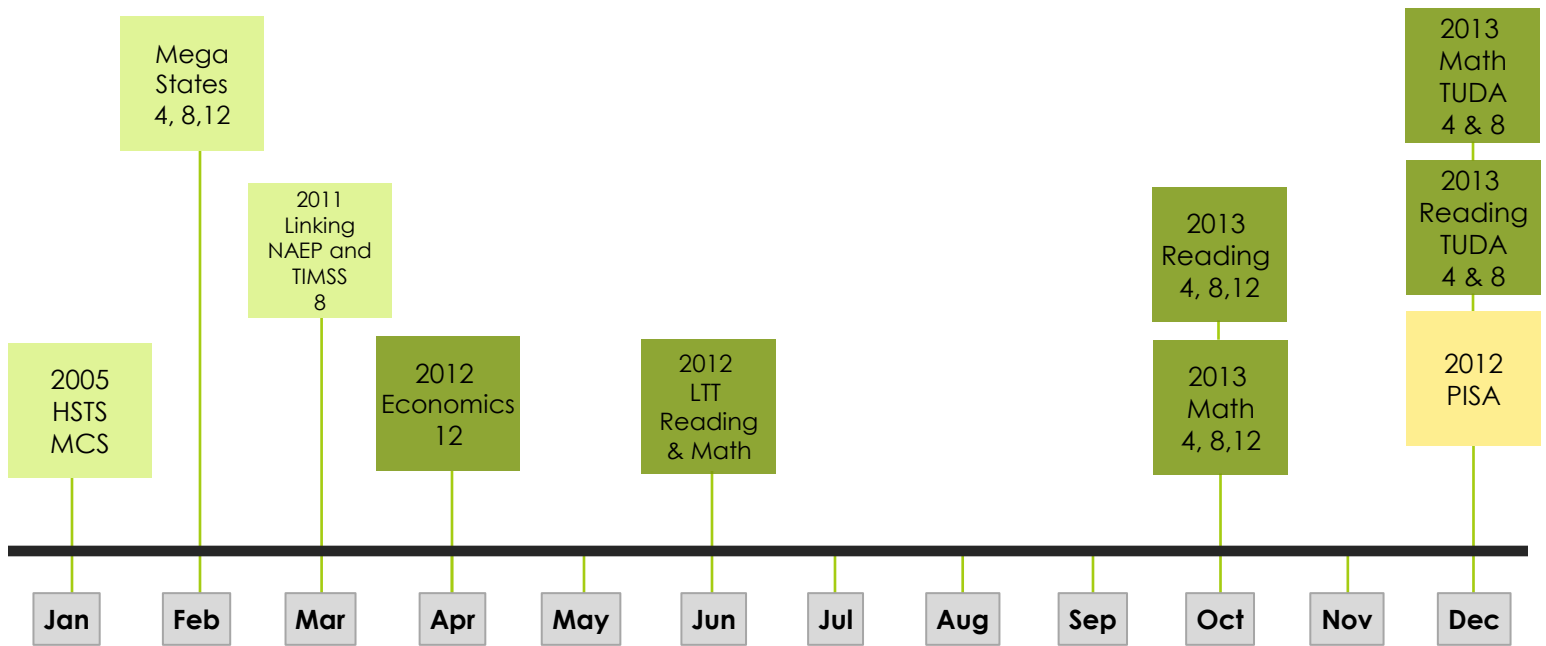 Mega
States
4, 8,12
2011
Linking
NAEP and
TIMSS
8
2005
HSTS
MCS
2012
Economics
12
2012
LTT
Reading
& Math
2013
Reading
4, 8,12
2013
Math
4, 8,12
2013
Math
TUDA
4 & 8
2013
Reading
TUDA
4 & 8
2012
PISA
Jan
Feb
Mar
Apr
May
Jun
Jul
Aug
Sep
Oct
Nov
Dec